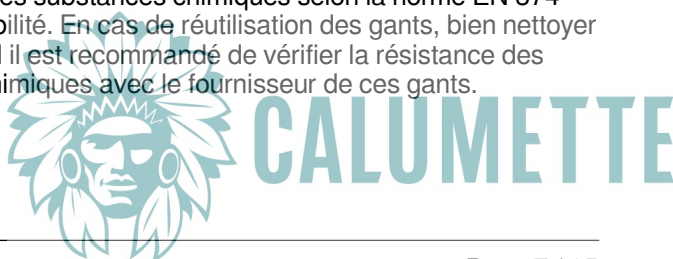 es substances chimiques selon la norme EN 374
bilité. En cas de réutilisation des gants, bien nettoyer
il est recommandé de vérifier la résistance des
imiques avec le fournisseur de ces gants.
CALUMETTE